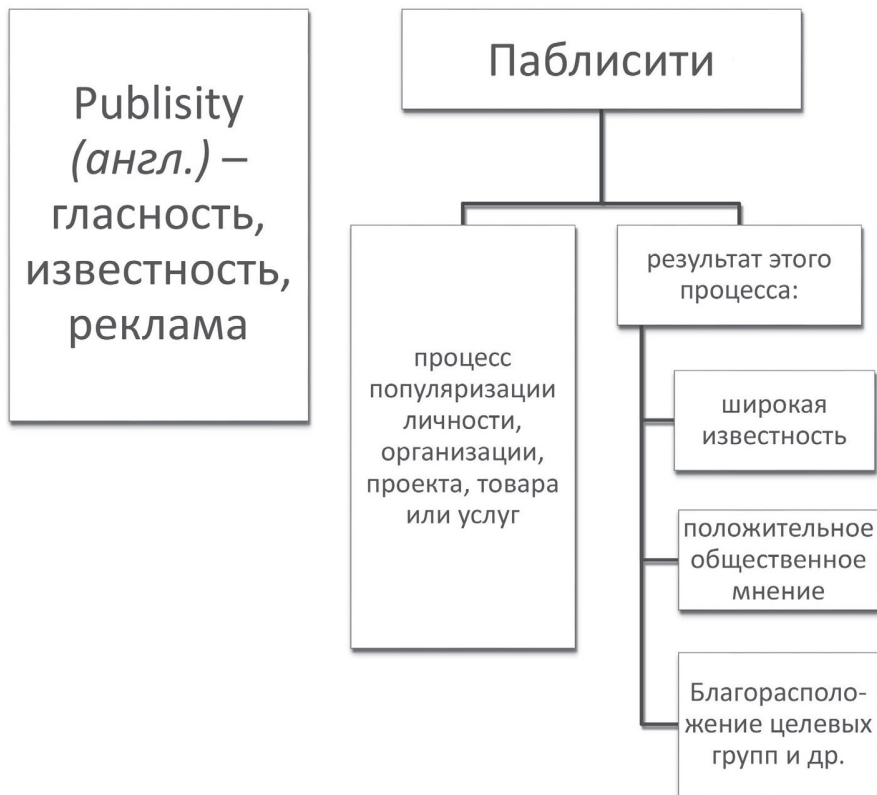 Publisity
(англ.) –
гласность,
известность,
реклама
Паблисити
процесс
популяризации
личности,
организации,
проекта, товара
или услуг
результат этого
процесса:
широкая
известность
положительное
общественное
мнение
Благорасполо-
жение целевых
групп и др.